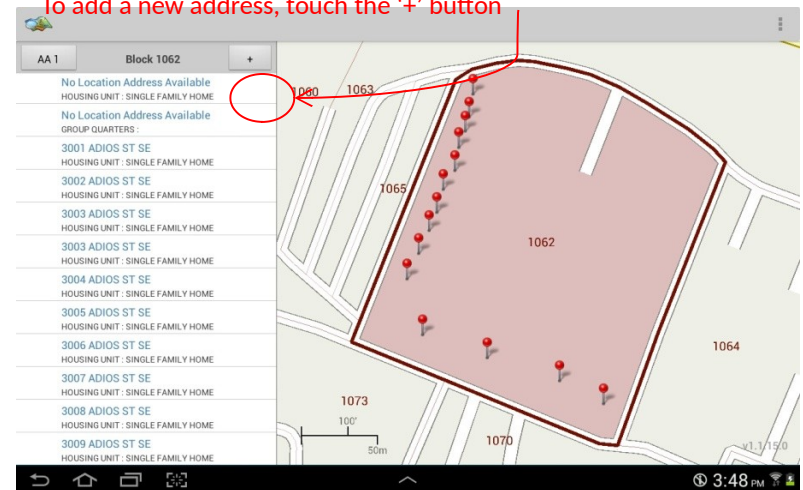 To add a new address, touch the '+' button
AA 1
Block 1062
+
No Location Address Available
HOUSING UNIT : SINGLE FAMILY HOME
No Location Address Available
GROUP QUARTERS :
3001 ADIOS ST SE
HOUSING UNIT : SINGLE FAMILY HOME
3002 ADIOS ST SE
HOUSING UNIT : SINGLE FAMILY HOME
3003 ADIOS ST SE
HOUSING UNIT : SINGLE FAMILY HOME
3003 ADIOS ST SE
HOUSING UNIT : SINGLE FAMILY HOME
3004 ADIOS ST SE
HOUSING UNIT : SINGLE FAMILY HOME
3005 ADIOS ST SE
HOUSING UNIT : SINGLE FAMILY HOME
3006 ADIOS ST SE
HOUSING UNIT : SINGLE FAMILY HOME
3007 ADIOS ST SE
HOUSING UNIT : SINGLE FAMILY HOME
3008 ADIOS ST SE
HOUSING UNIT : SINGLE FAMILY HOME
3009 ADIOS ST SE
HOUSING UNIT : SINGLE FAMILY HOME
1060
1063
1065
1062
1064
1073
100'
50m
1070
v1.1.15.0
3:48 PM